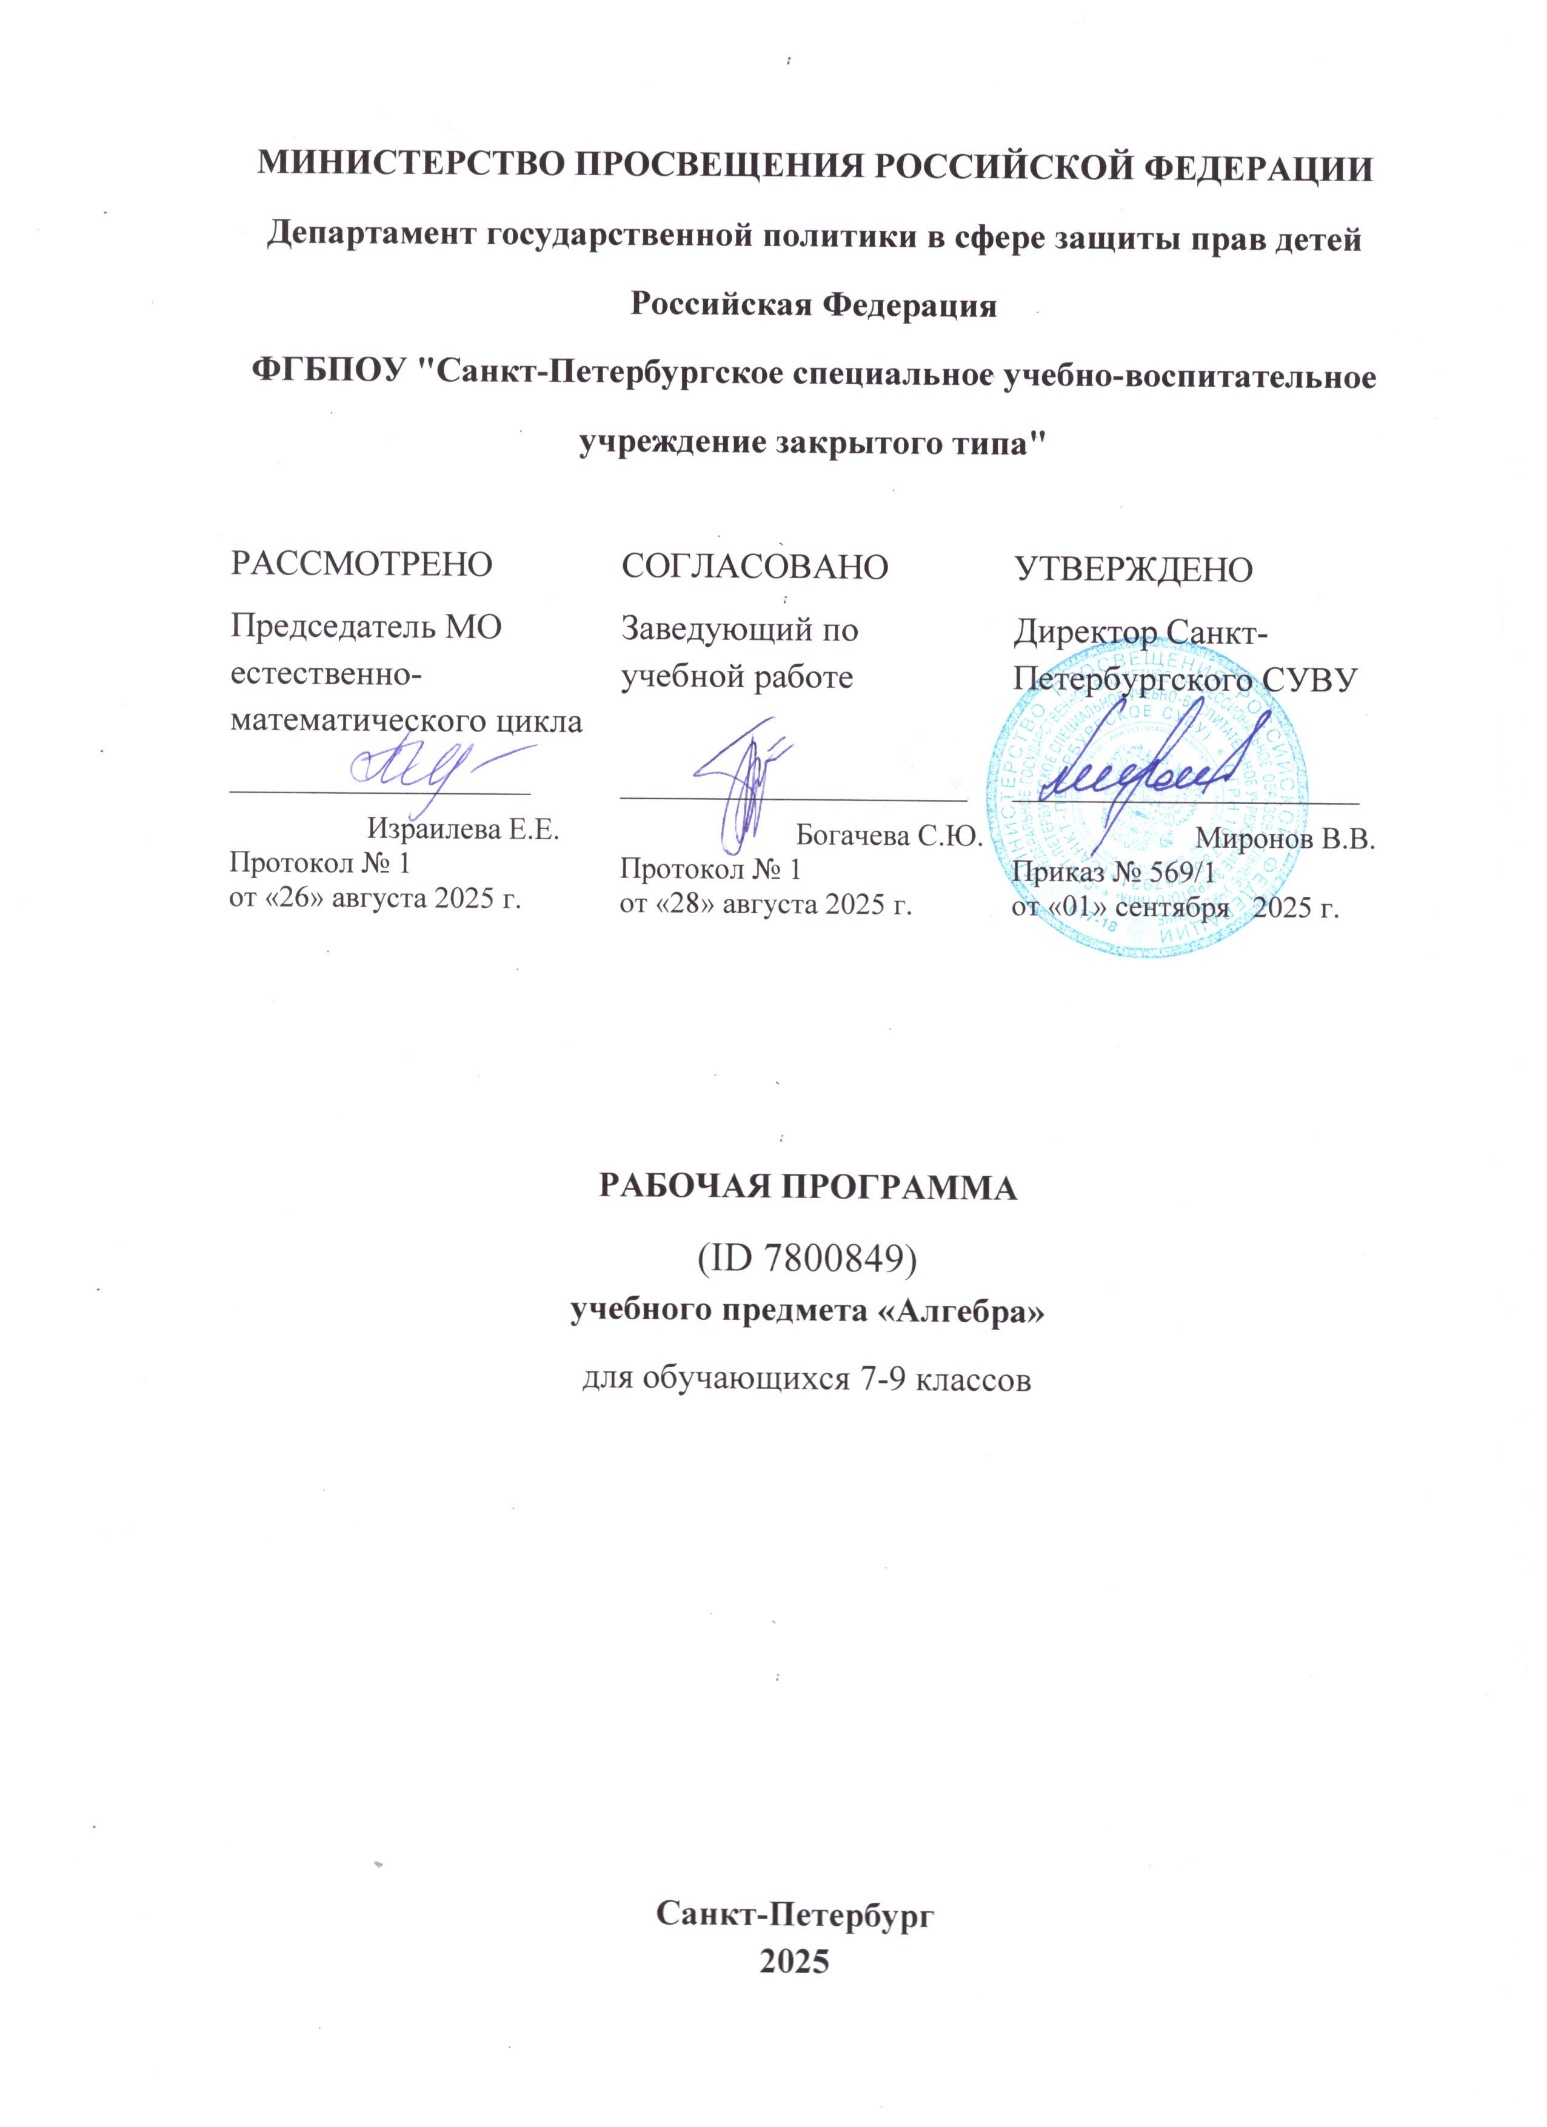 МИНИСТЕРСТВО ПРОСВЕЩЕНИЯ РОССИЙСКОЙ ФЕДЕРАЦИИ
Департамент государственной политики в сфере защиты прав детей
Российская Федерация
ФГБПОУ "Санкт-Петербургское специальное учебно-воспитательное
учреждение закрытого типа"
РАССМОТРЕНО
Председатель МО
естественно-
математического цикла
Израилева Е.Е.
Протокол № 1
от «26» августа 2025 г.
СОГЛАСОВАНО
Заведующий по
учебной работе
Богачева С.Ю.
Протокол № 1
от «28» августа 2025 г.
УТВЕРЖДЕНО
Директор Санкт-
Петербургского СУВУ
Миронов В.В.
Приказ № 569/1
от «01» сентября 2025 г.
РАБОЧАЯ ПРОГРАММА
(ID 7800849)
учебного предмета «Алгебра»
для обучающихся 7-9 классов
Санкт-Петербург
2025